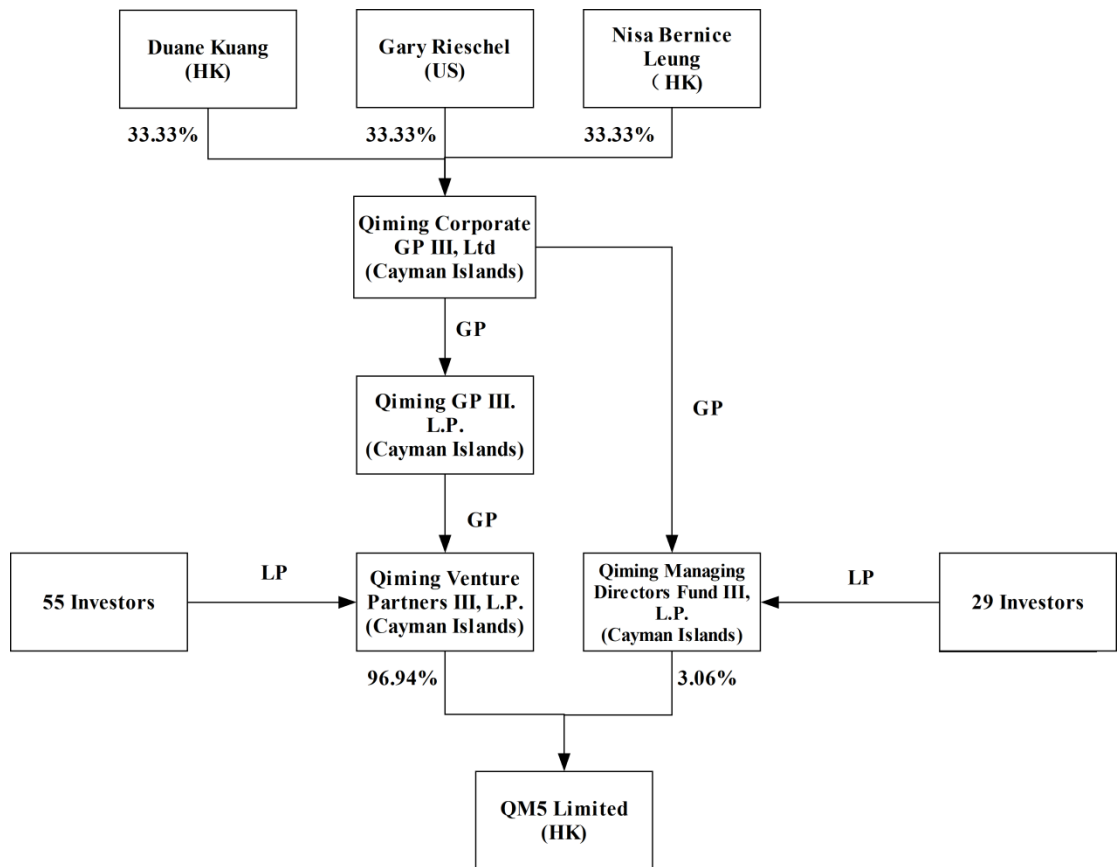 Duane Kuang
(HK)
Gary Rieschel
(US)
Nisa Bernice
Leung
（HK)
33.33%
33.33%
33.33%
Qiming Corporate
GP III, Ltd
(Cayman Islands)
GP
GP
Qiming GP III.
L.P.
(Cayman Islands)
GP
55 Investors
LP
Qiming Venture
Partners III, L.P.
(Cayman Islands)
Qiming Managing
Directors Fund III,
L.P.
(Cayman Islands)
LP
29 Investors
96.94%
3.06%
QM5 Limited
(HK)